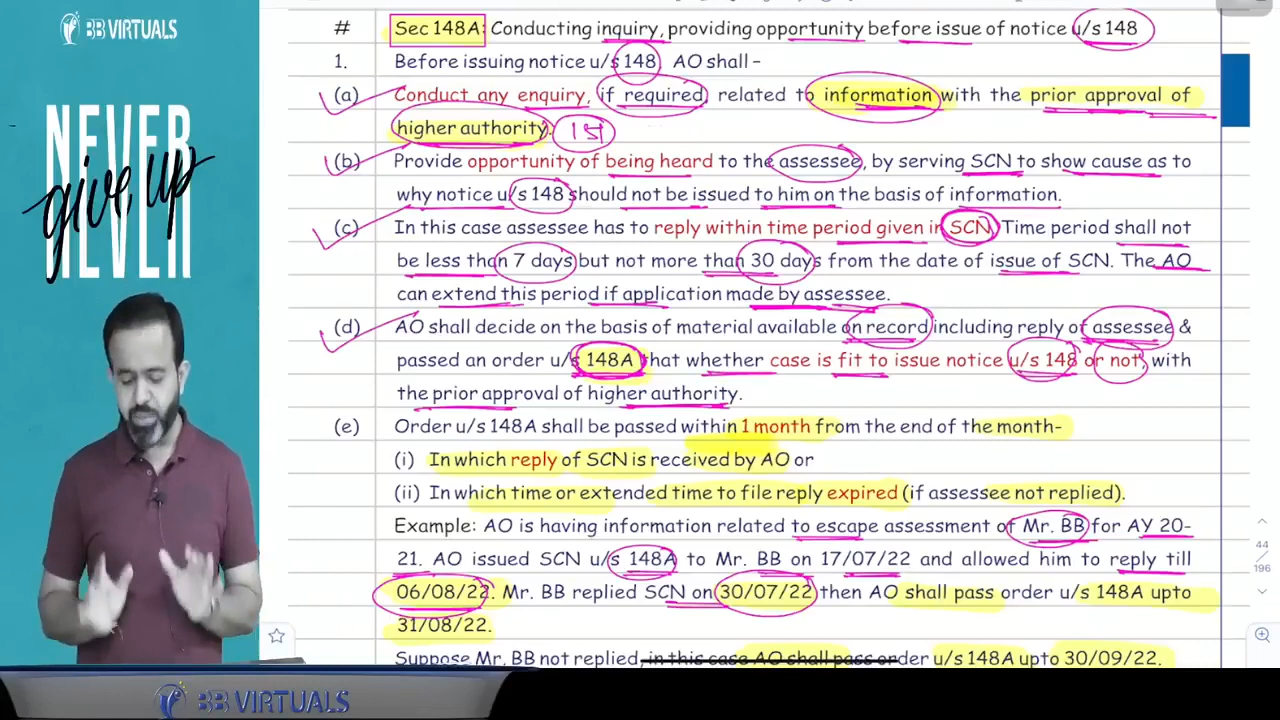 BB VIRTUALS
NEVER
give up
NEVER
# Sec 148A: Conducting inquiry, providing opportunity before issue of notice u/s 148
1. Before issuing notice u/s 148 AO shall –
(a) Conduct any enquiry, if required, related to information with the prior approval of
higher authority. 1st
(b) Provide opportunity of being heard to the assessee, by serving SCN to show cause as to
why notice u/s 148 should not be issued to him on the basis of information.
(c) In this case assessee has to reply within time period given in SCN. Time period shall not
be less than 7 days but not more than 30 days from the date of issue of SCN. The AO
can extend this period if application made by assessee.
(d) AO shall decide on the basis of material available on record including reply of assessee &
passed an order u/s 148A that whether case is fit to issue notice u/s 148 or not, with
the prior approval of higher authority.
(e) Order u/s 148A shall be passed within 1 month from the end of the month-
(i) In which reply of SCN is received by AO or
(ii) In which time or extended time to file reply expired (if assessee not replied).
Example: AO is having information related to escape assessment of Mr. BB for AY 20-
21. AO issued SCN u/s 148A to Mr. BB on 17/07/22 and allowed him to reply till
06/08/22. Mr. BB replied SCN on 30/07/22 then AO shall pass order u/s 148A upto
31/08/22.
Suppose Mr. BB not replied, in this case AO shall pass order u/s 148A upto 30/09/22.
44
196
BB VIRTUALS